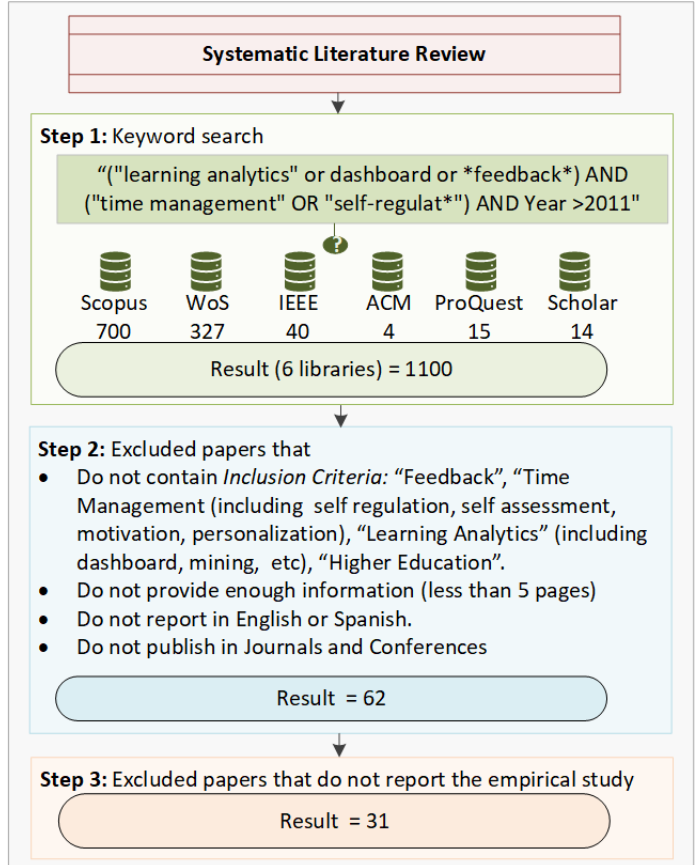 Systematic Literature Review
Step 1: Keyword search
“("learning analytics" or dashboard or *feedback*) AND
("time management" OR "self-regulat*") AND Year >2011"
?
Scopus WoS IEEE ACM ProQuest Scholar
700 327 40 4 15 14
Result (6 libraries) = 1100
Step 2: Excluded papers that
• Do not contain Inclusion Criteria: “Feedback”, “Time
Management (including self regulation, self assessment,
motivation, personalization), “Learning Analytics” (including
dashboard, mining, etc), “Higher Education”.
• Do not provide enough information (less than 5 pages)
• Do not report in English or Spanish.
• Do not publish in Journals and Conferences
Result = 62
Step 3: Excluded papers that do not report the empirical study
Result = 31